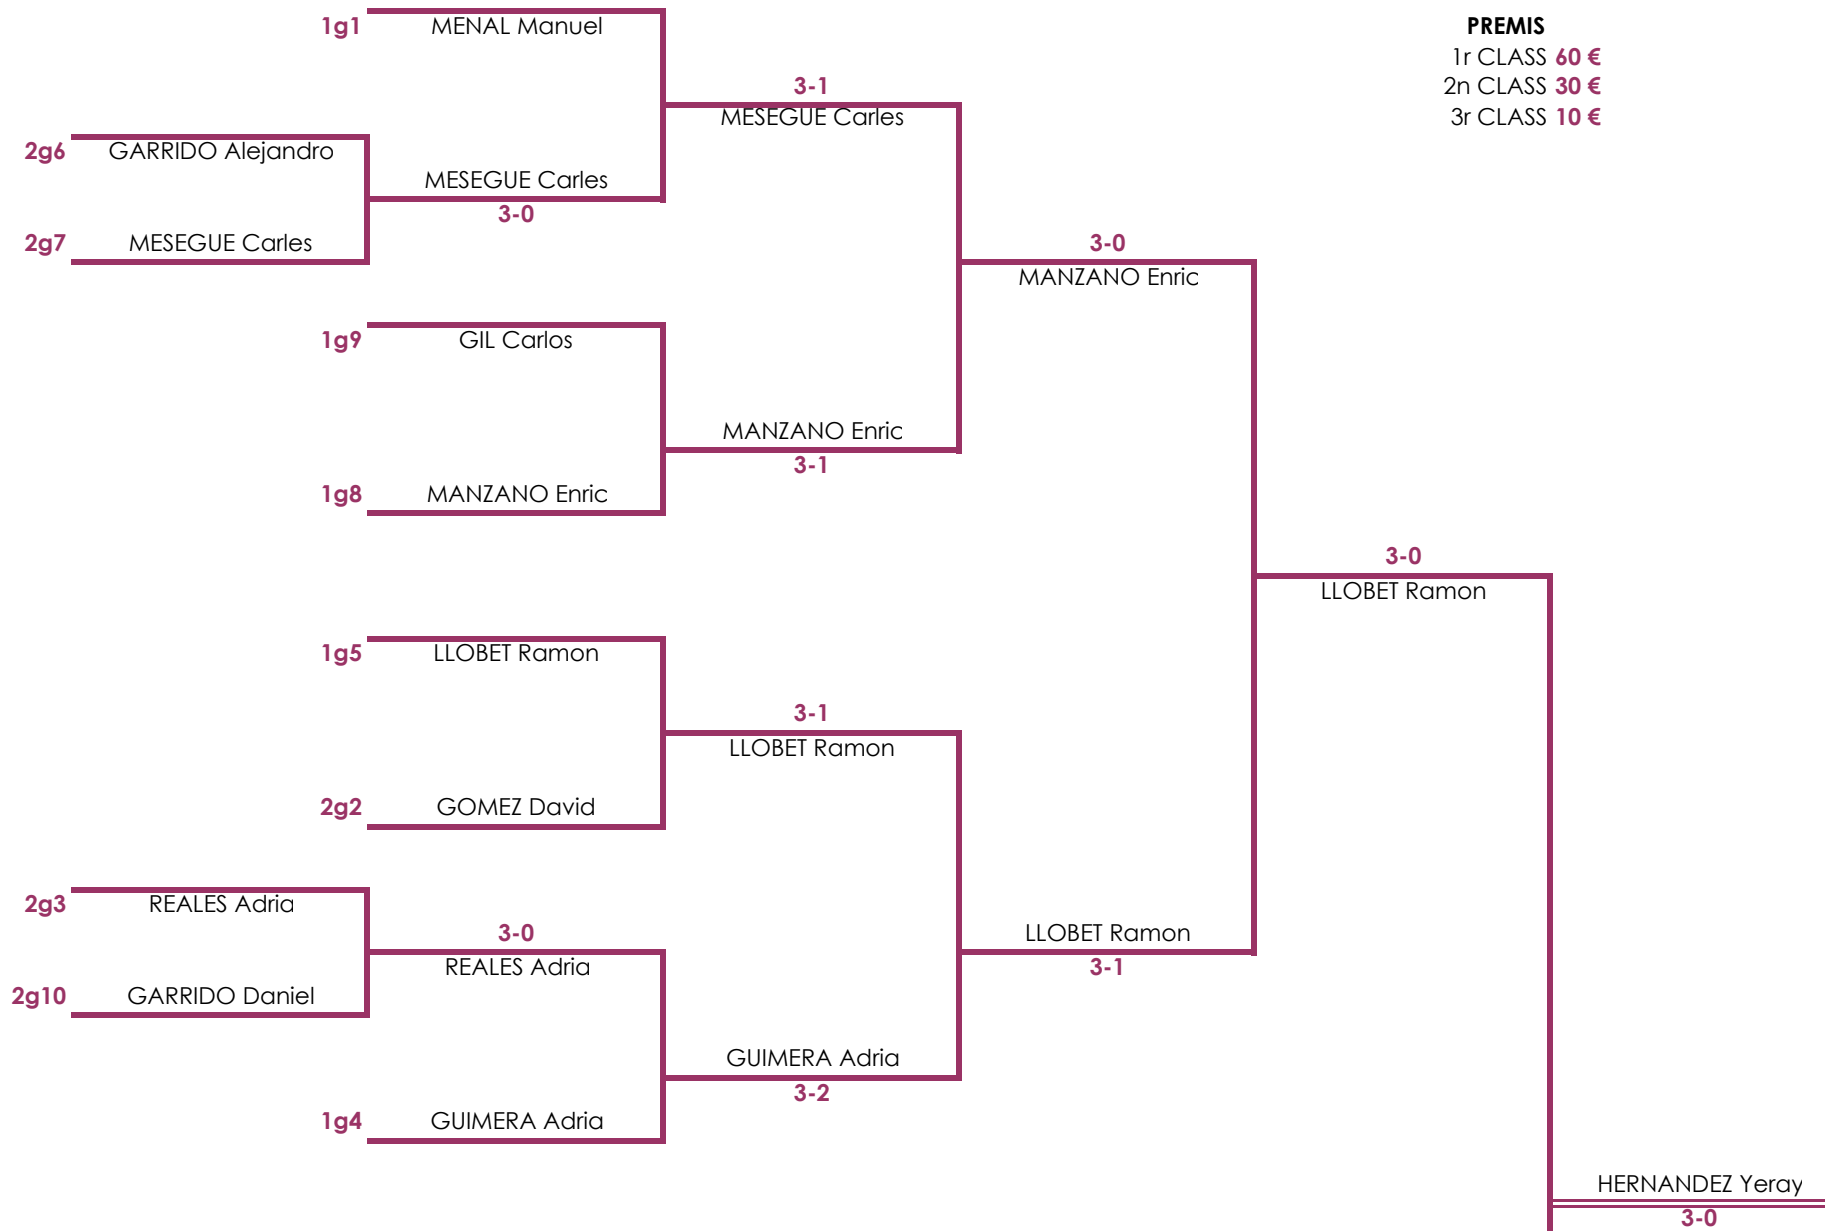 1g1 MENAL Manuel
PREMIS
1r CLASS 60 €
2n CLASS 30 €
3r CLASS 10 €
3-1
MESEGUE Carles
2g6 GARRIDO Alejandro
MESEGUE Carles
3-0
2g7 MESEGUE Carles
3-0
MANZANO Enric
1g9 GIL Carlos
MANZANO Enric
3-1
1g8 MANZANO Enric
3-0
LLOBET Ramon
1g5 LLOBET Ramon
3-1
LLOBET Ramon
2g2 GOMEZ David
2g3 REALES Adria
3-0
REALES Adria
LLOBET Ramon
3-1
2g10 GARRIDO Daniel
GUIMERA Adria
3-2
1g4 GUIMERA Adria
HERNANDEZ Yeray
3-0